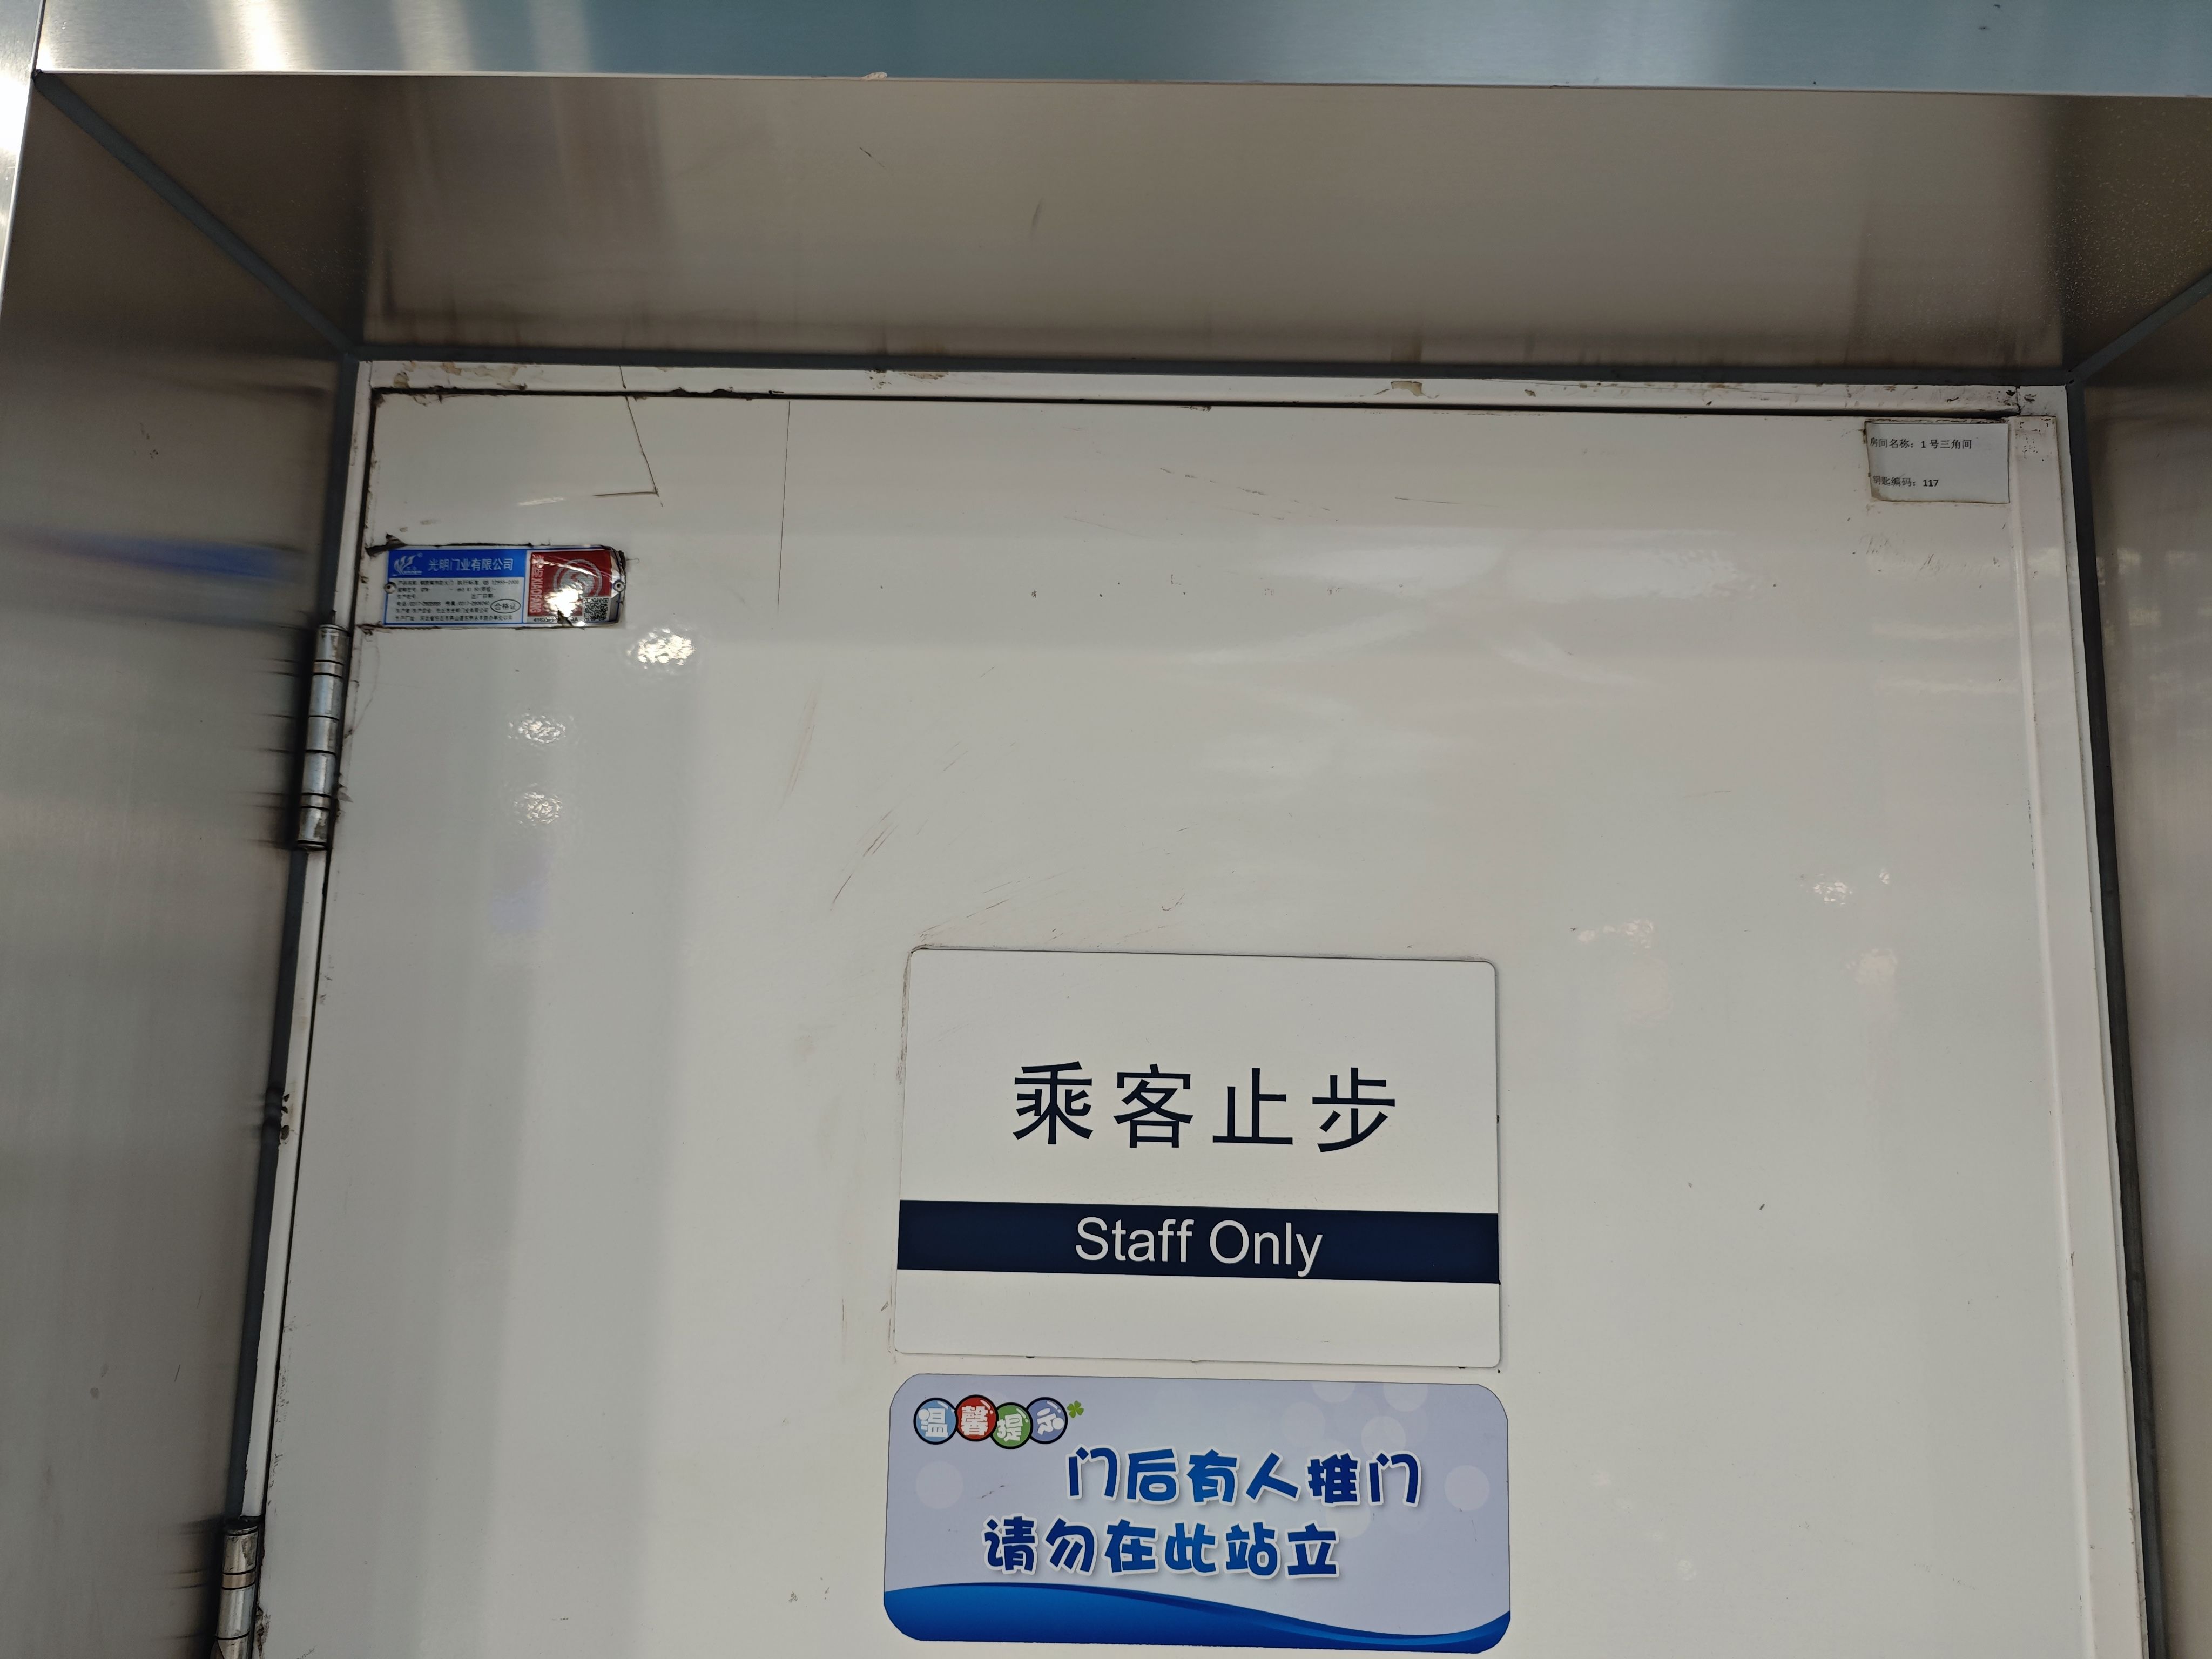 光明门业有限公司
合格证
房间名称：1 号三角间
钥匙编码：117
乘客止步
Staff Only
温馨提示
门后有人推门
请勿在此站立